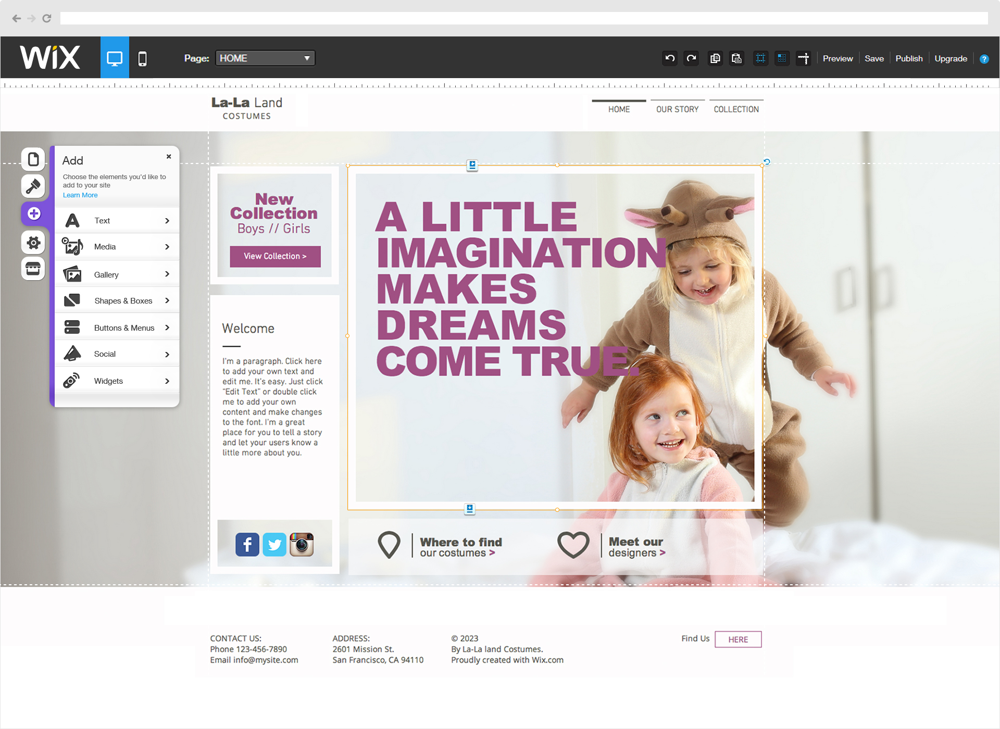 WiX
Page: HOME
Preview Save Publish Upgrade ?
La-La Land
COSTUMES
HOME OUR STORY COLLECTION
Add
Choose the elements you'd like to
add to your site
Learn More
Text
Media
Gallery
Shapes & Boxes
Buttons & Menus
Social
Widgets
New
Collection
Boys // Girls
View Collection >
Welcome
I'm a paragraph. Click here
to add your own text and
edit me. It's easy. Just click
“Edit Text” or double click
me to add your own
content and make changes
to the font. I'm a great
place for you to tell a story
and let your users know a
little more about you.
A LITTLE
IMAGINATION
MAKES
DREAMS
COME TRUE.
Where to find
our costumes >
Meet our
designers >
CONTACT US:
Phone 123-456-7890
Email info@mysite.com
ADDRESS:
2601 Mission St.
San Francisco, CA 94110
© 2023
By La-La land Costumes.
Proudly created with Wix.com
Find Us HERE